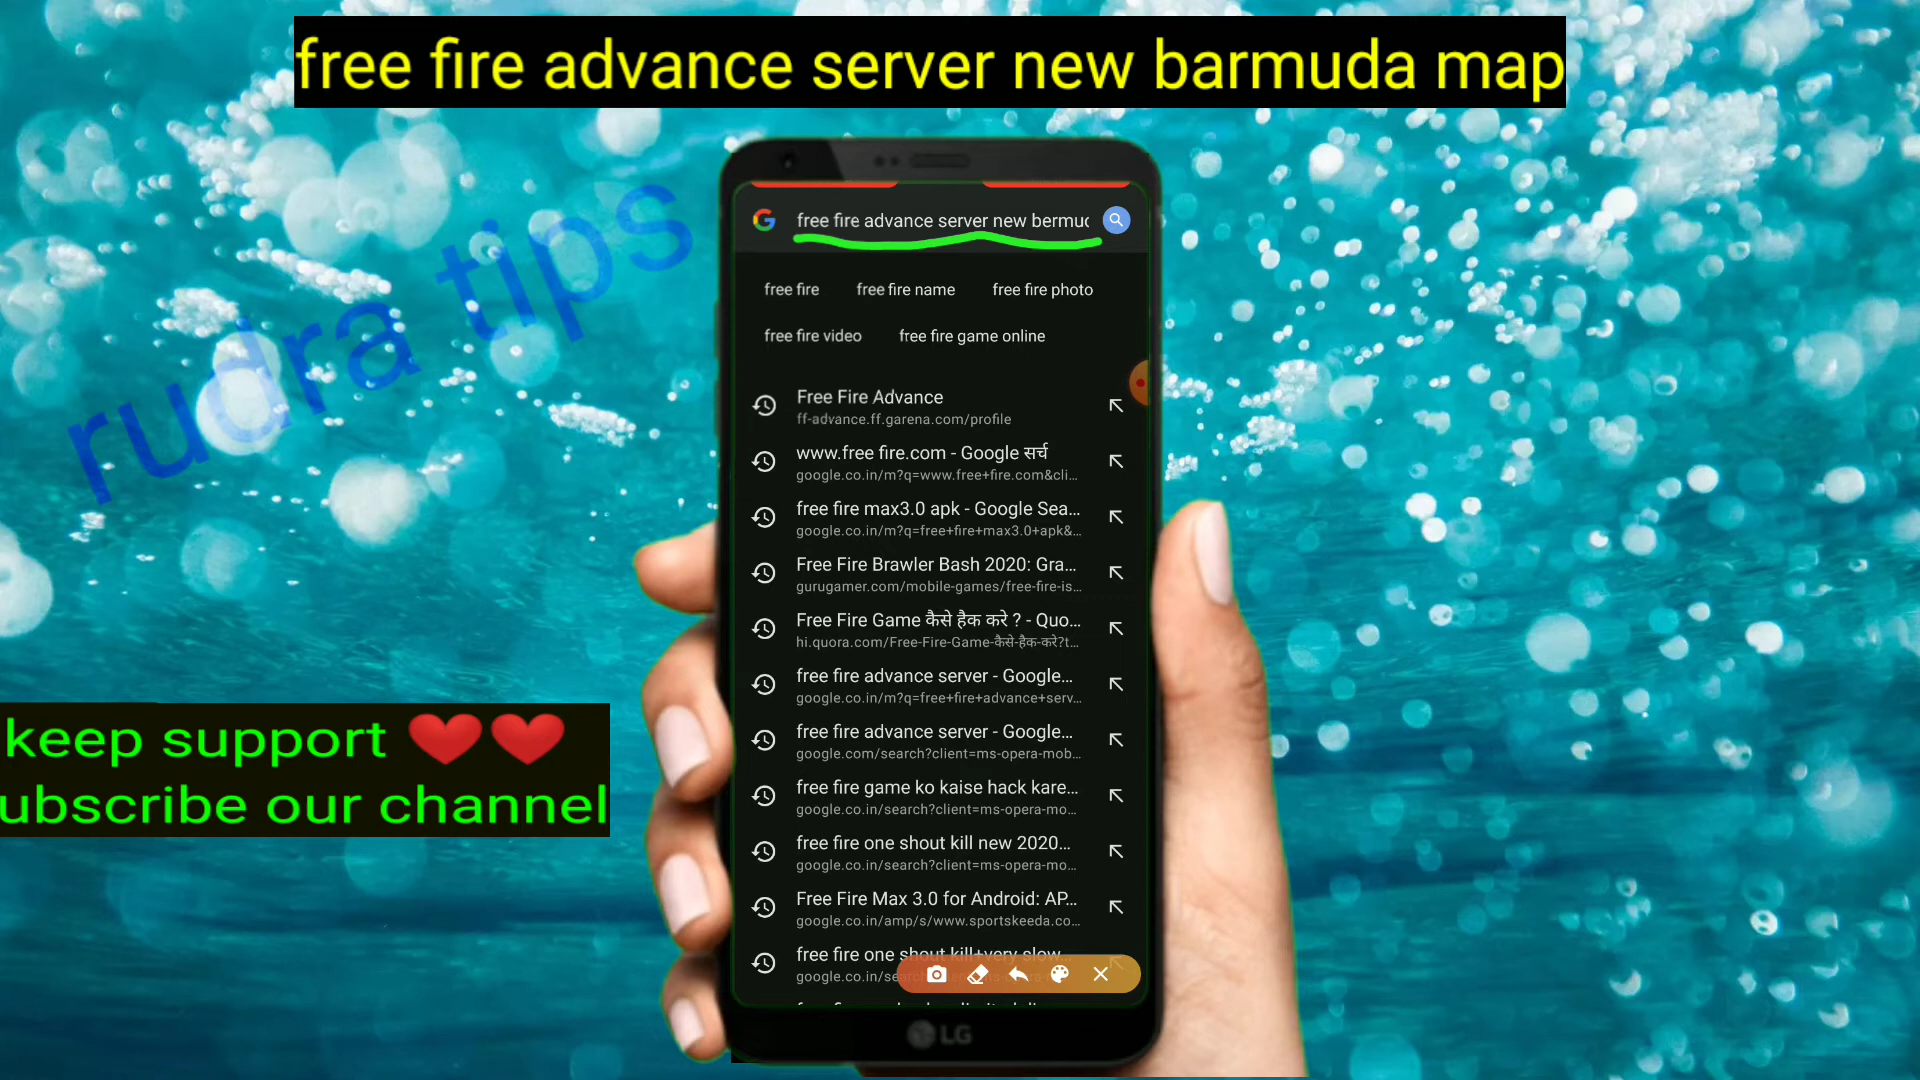 free fire advance server new barmuda map
rudra tips
free fire advance server new bermud
free fire
free fire name
free fire photo
free fire video
free fire game online
Free Fire Advance
ff-advance.ff.garena.com/profile
www.free fire.com - Google सर्च
google.co.in/m?q=www.free+fire.com&cli...
free fire max3.0 apk - Google Sea...
google.co.in/m?q=free+fire+max3.0+apk&...
Free Fire Brawler Bash 2020: Gra...
gurugamer.com/mobile-games/free-fire-is...
Free Fire Game कैसे हैक करे ? - Quo...
hi.quora.com/Free-Fire-Game-कैसे-हैक-करे?t...
free fire advance server - Google...
google.co.in/m?q=free+fire+advance+serv...
free fire advance server - Google...
google.com/search?client=ms-opera-mob...
free fire game ko kaise hack kare...
google.co.in/search?client=ms-opera-mo...
free fire one shout kill new 2020...
google.co.in/search?client=ms-opera-mo...
Free Fire Max 3.0 for Android: AP...
google.co.in/amp/s/www.sportskeeda.co...
free fire one shout kill+very slow...
google.co.in/
keep support ❤❤
ubscribe our channel
LG